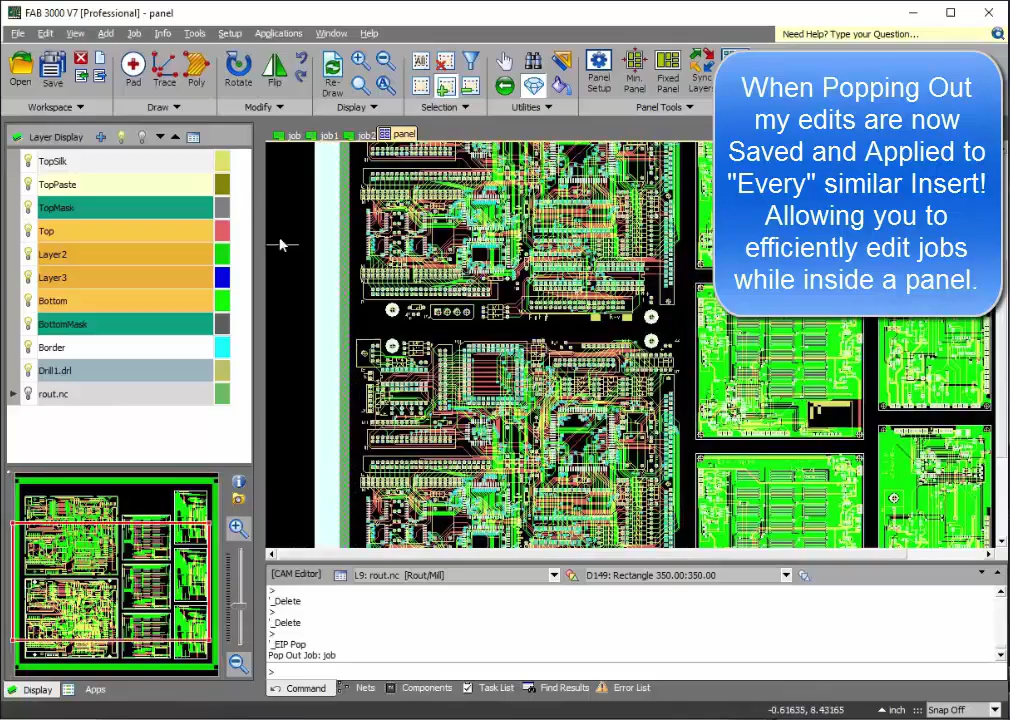 FAB 3000 V7 [Professional] - panel
File Edit View Add Job Info Tools Setup Applications Window Help
Need Help? Type your Question...
Open Save Pad Trace Poly Rotate Flip Re-Draw Panel Setup Min. Panel Fixed Panel Sync Layers
Workspace Draw Modify Display Selection Utilities Panel Tools
When Popping Out
my edits are now
Saved and Applied to
"Every" similar Insert!
Allowing you to
efficiently edit jobs
while inside a panel.
Layer Display
job job1 job2 panel
TopSilk
TopPaste
TopMask
Top
Layer2
Layer3
Bottom
BottomMask
Border
Drill1.drl
rout.nc
[CAM Editor] L9: rout.nc [Rout/Mil] D149: Rectangle 350.00:350.00
>
'_Delete
>
'_Delete
>
'_EIP Pop
Pop Out Job: job
>
Display Apps Command Nets Components Task List Find Results Error List
-0.61635, 8.43165 inch Snap Off